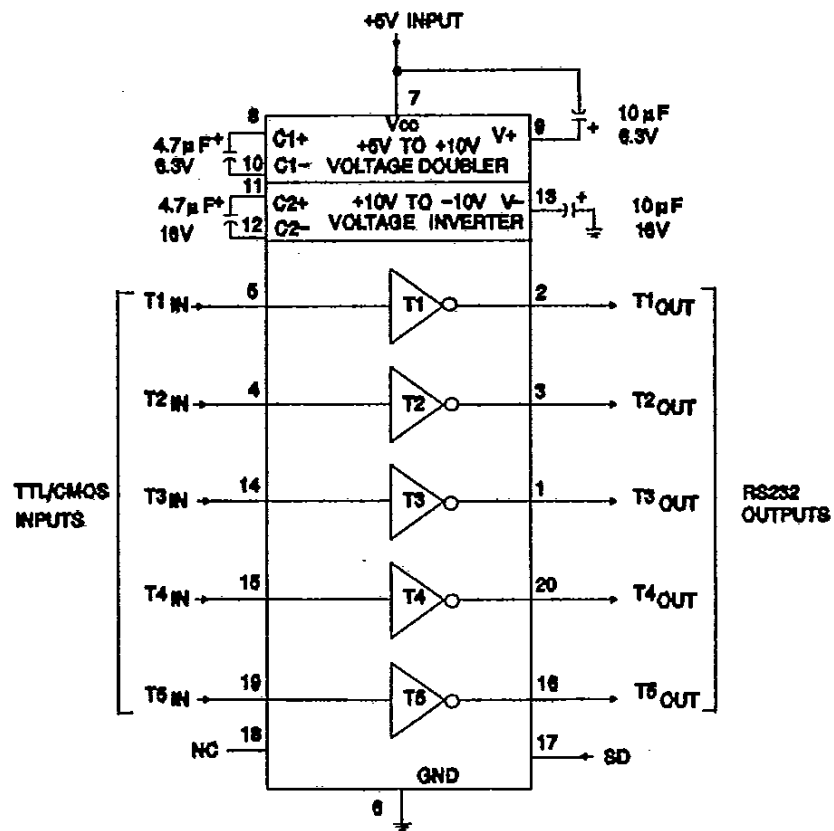 +5V INPUT
7
8
VCC
9
10µF
6.3V
+
4.7µF+
6.3V
C1+
+5V TO +10V
V+
10
C1-
VOLTAGE DOUBLER
11
4.7µF+
16V
C2+
+10V TO -10V
V-
13
+
10µF
16V
12
C2-
VOLTAGE INVERTER
T1IN
5
T1
2
T1OUT
T2IN
4
T2
3
T2OUT
TTL/CMOS
INPUTS
T3IN
14
T3
1
T3OUT
RS232
OUTPUTS
T4IN
15
T4
20
T4OUT
T5IN
19
T5
16
T5OUT
NC
18
17
SD
GND
6